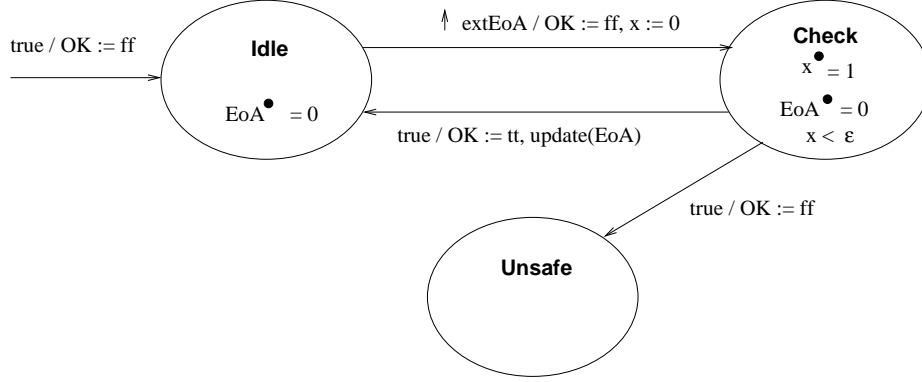 true / OK := ff
Idle
EoA• = 0
↑ extEoA / OK := ff, x := 0
Check
x• = 1
EoA• = 0
x < ε
true / OK := tt, update(EoA)
true / OK := ff
Unsafe